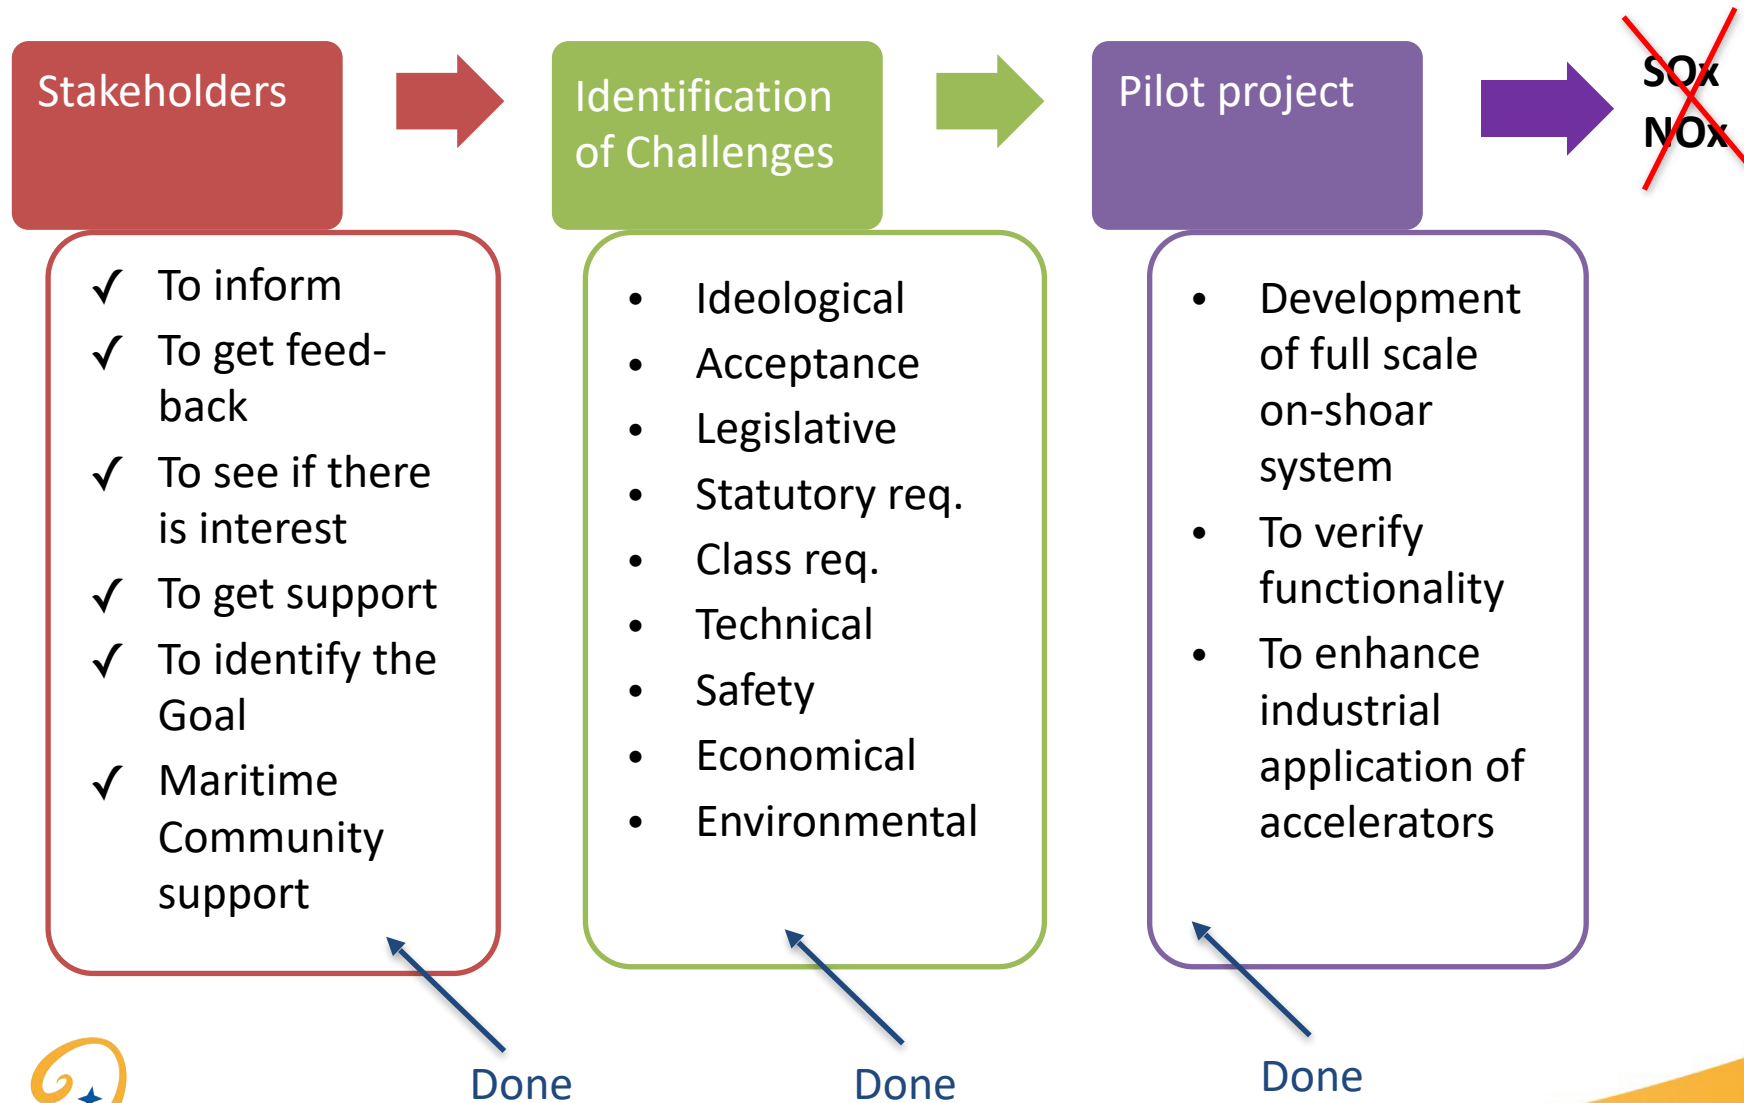 Stakeholders
✓ To inform
✓ To get feed-
back
✓ To see if there
is interest
✓ To get support
✓ To identify the
Goal
✓ Maritime
Community
support
Done
Identification
of Challenges
• Ideological
• Acceptance
• Legislative
• Statutory req.
• Class req.
• Technical
• Safety
• Economical
• Environmental
Done
Pilot project
• Development
of full scale
on-shoar
system
• To verify
functionality
• To enhance
industrial
application of
accelerators
Done
SOx
NOx